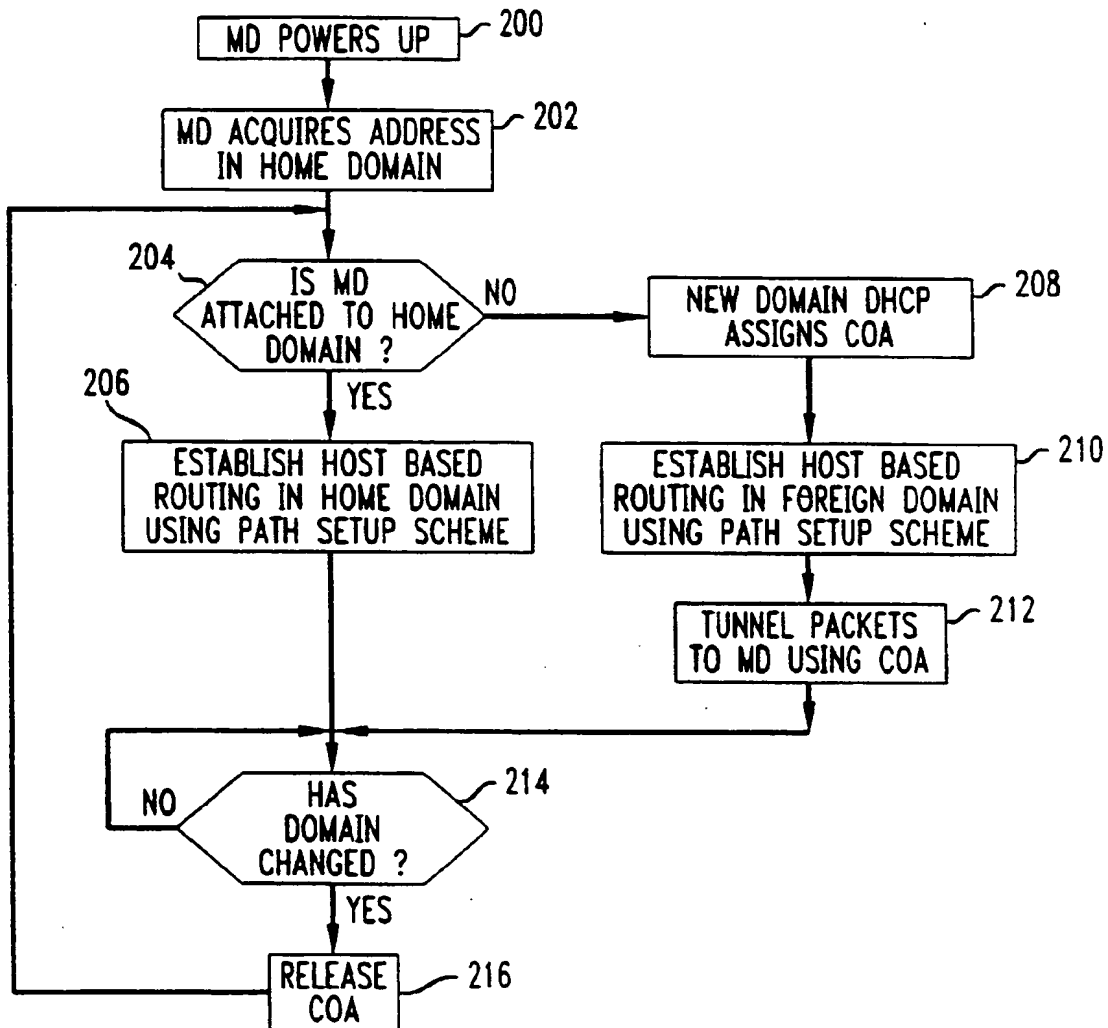 MD POWERS UP
200
MD ACQUIRES ADDRESS
IN HOME DOMAIN
202
204
IS MD
ATTACHED TO HOME
DOMAIN ?
NO
YES
NEW DOMAIN DHCP
ASSIGNS COA
208
206
ESTABLISH HOST BASED
ROUTING IN HOME DOMAIN
USING PATH SETUP SCHEME
ESTABLISH HOST BASED
ROUTING IN FOREIGN DOMAIN
USING PATH SETUP SCHEME
210
TUNNEL PACKETS
TO MD USING COA
212
HAS
DOMAIN
CHANGED ?
214
NO
YES
RELEASE
COA
216